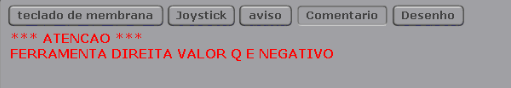 teclado de membrana Joystick aviso Comentario Desenho
*** ATENCAO ***
FERRAMENTA DIREITA VALOR Q E NEGATIVO